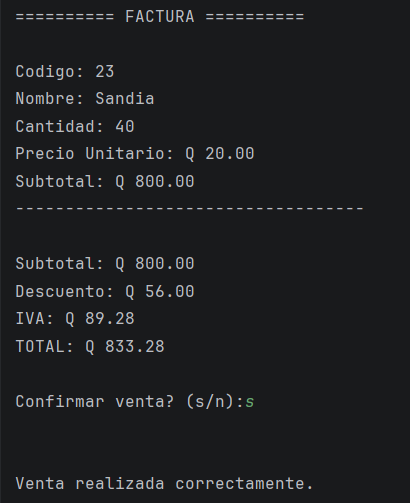 ========== FACTURA ==========
Codigo: 23
Nombre: Sandia
Cantidad: 40
Precio Unitario: Q 20.00
Subtotal: Q 800.00
-----------------------------------
Subtotal: Q 800.00
Descuento: Q 56.00
IVA: Q 89.28
TOTAL: Q 833.28
Confirmar venta? (s/n):s
Venta realizada correctamente.